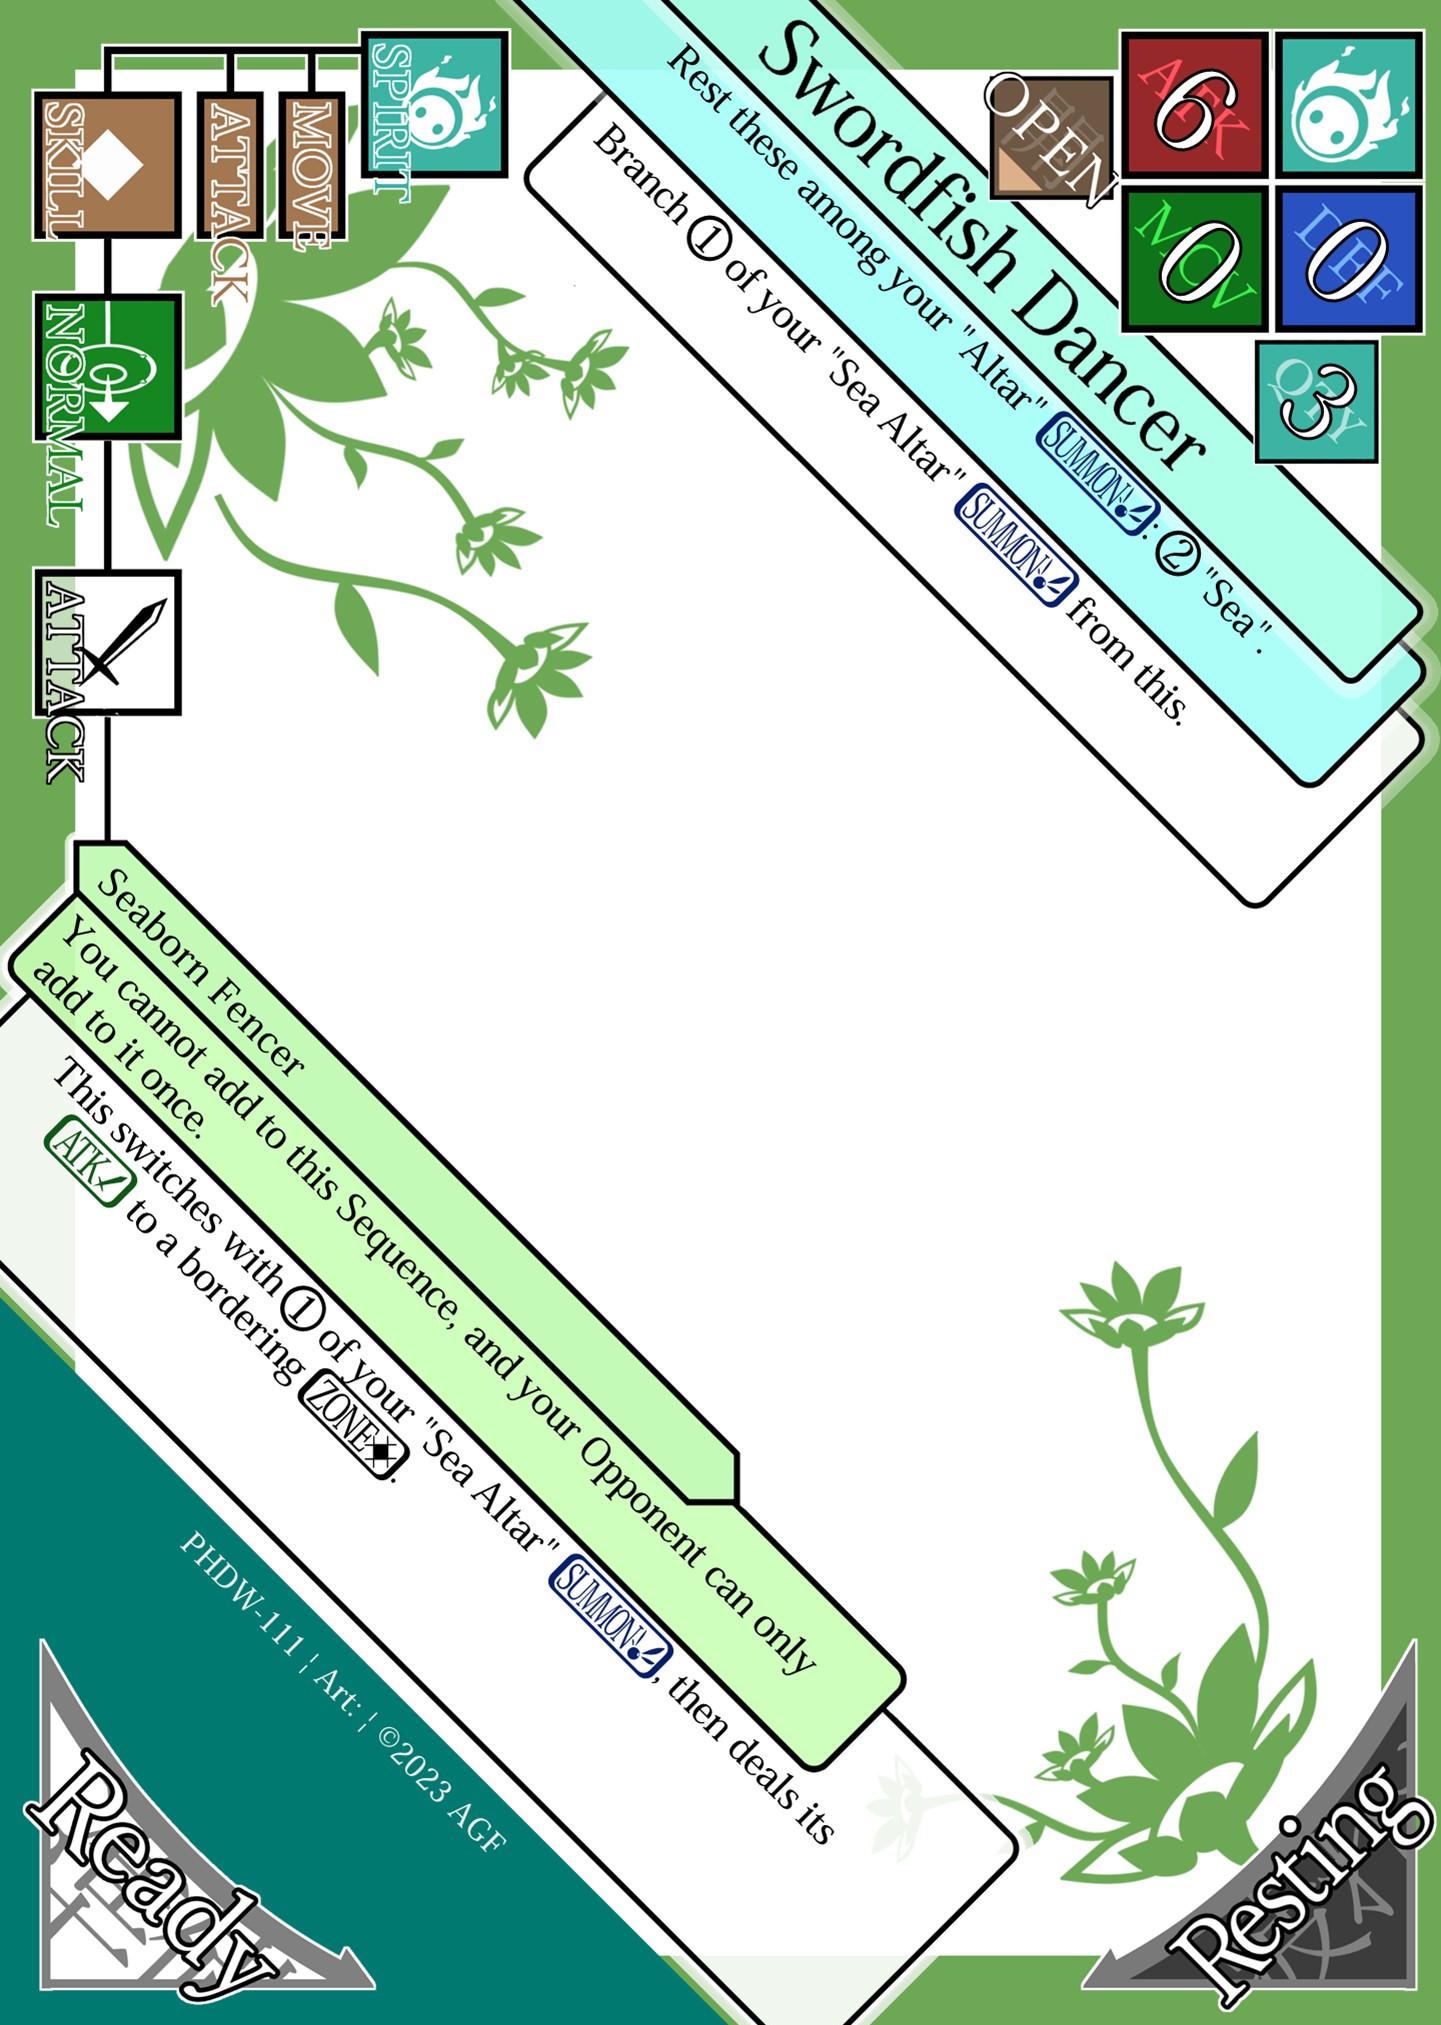 Swordfish Dancer
Rest these among your "Altar" SUMMON: ② "Sea".
Branch ① of your "Sea Altar" SUMMON from this.
OPEN
ATK 6
MOV 0
DEF 0
QTY 3
SPIRIT
MOVE
ATTACK
SKILL
NORMAL
ATTACK
Seaborn Fencer
You cannot add to this Sequence, and your Opponent can only
add to it once.
This switches with ① of your "Sea Altar" SUMMON, then deals its
ATK to a bordering ZONE.
PHDW-111 ¦ Art: ¦ ©2023 AGF
Ready
Resting